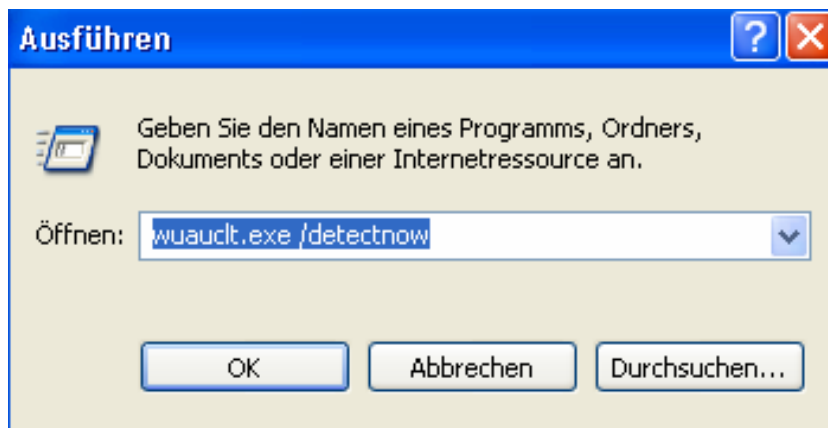 Ausführen
Geben Sie den Namen eines Programms, Ordners,
Dokuments oder einer Internetressource an.
Öffnen: wuauclt.exe /detectnow
OK Abbrechen Durchsuchen...